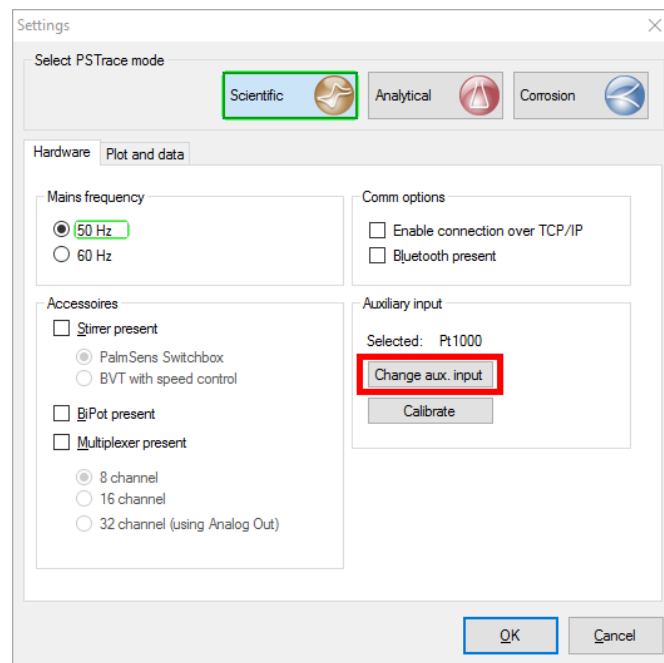 Settings
Select PSTrace mode
Scientific
Analytical
Corrosion
Hardware
Plot and data
Mains frequency
50 Hz
60 Hz
Comm options
Enable connection over TCP/IP
Bluetooth present
Accessoires
Stirrer present
PalmSens Switchbox
BVT with speed control
BiPot present
Multiplexer present
8 channel
16 channel
32 channel (using Analog Out)
Auxiliary input
Selected: Pt1000
Change aux. input
Calibrate
OK
Cancel